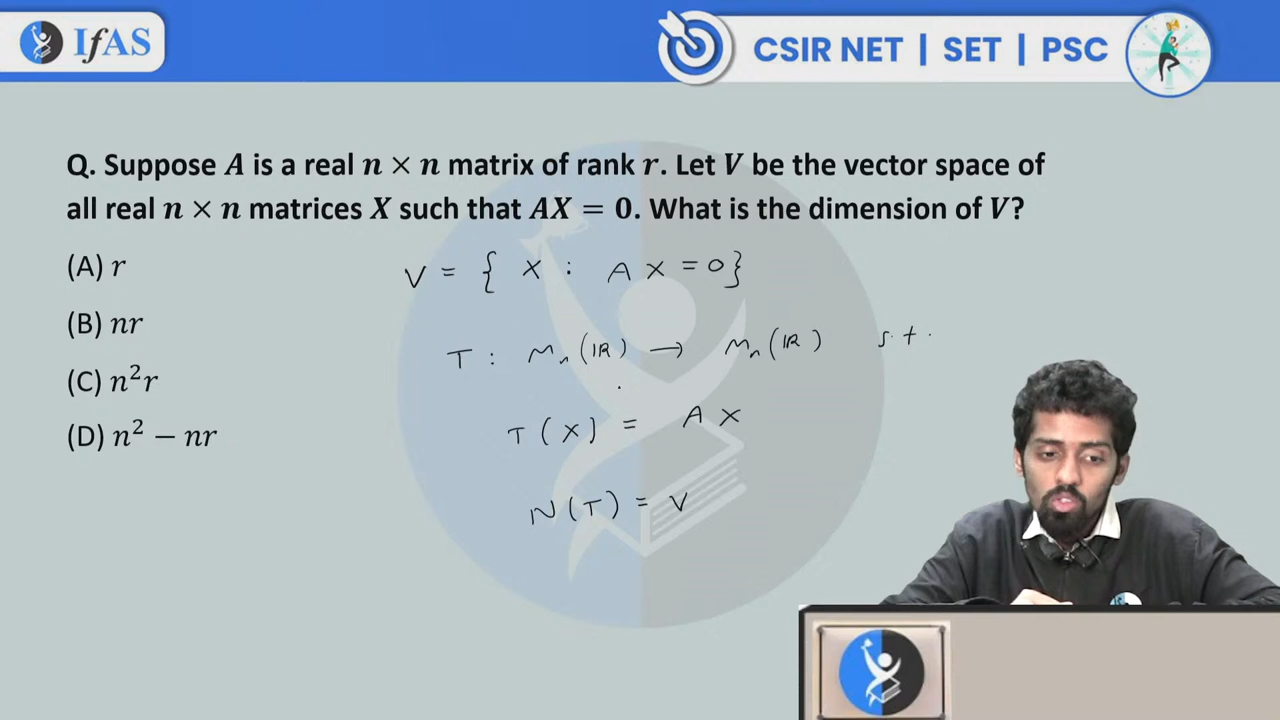 IfAS
CSIR NET | SET | PSC
Q. Suppose A is a real n × n matrix of rank r. Let V be the vector space of
all real n × n matrices X such that AX = 0. What is the dimension of V?
(A) r
(B) nr
(C) n²r
(D) n² − nr
V = { X : A X = 0 }
T : Mₙ(ℝ) → Mₙ(ℝ) s.t.
T(X) = A X
N(T) = V